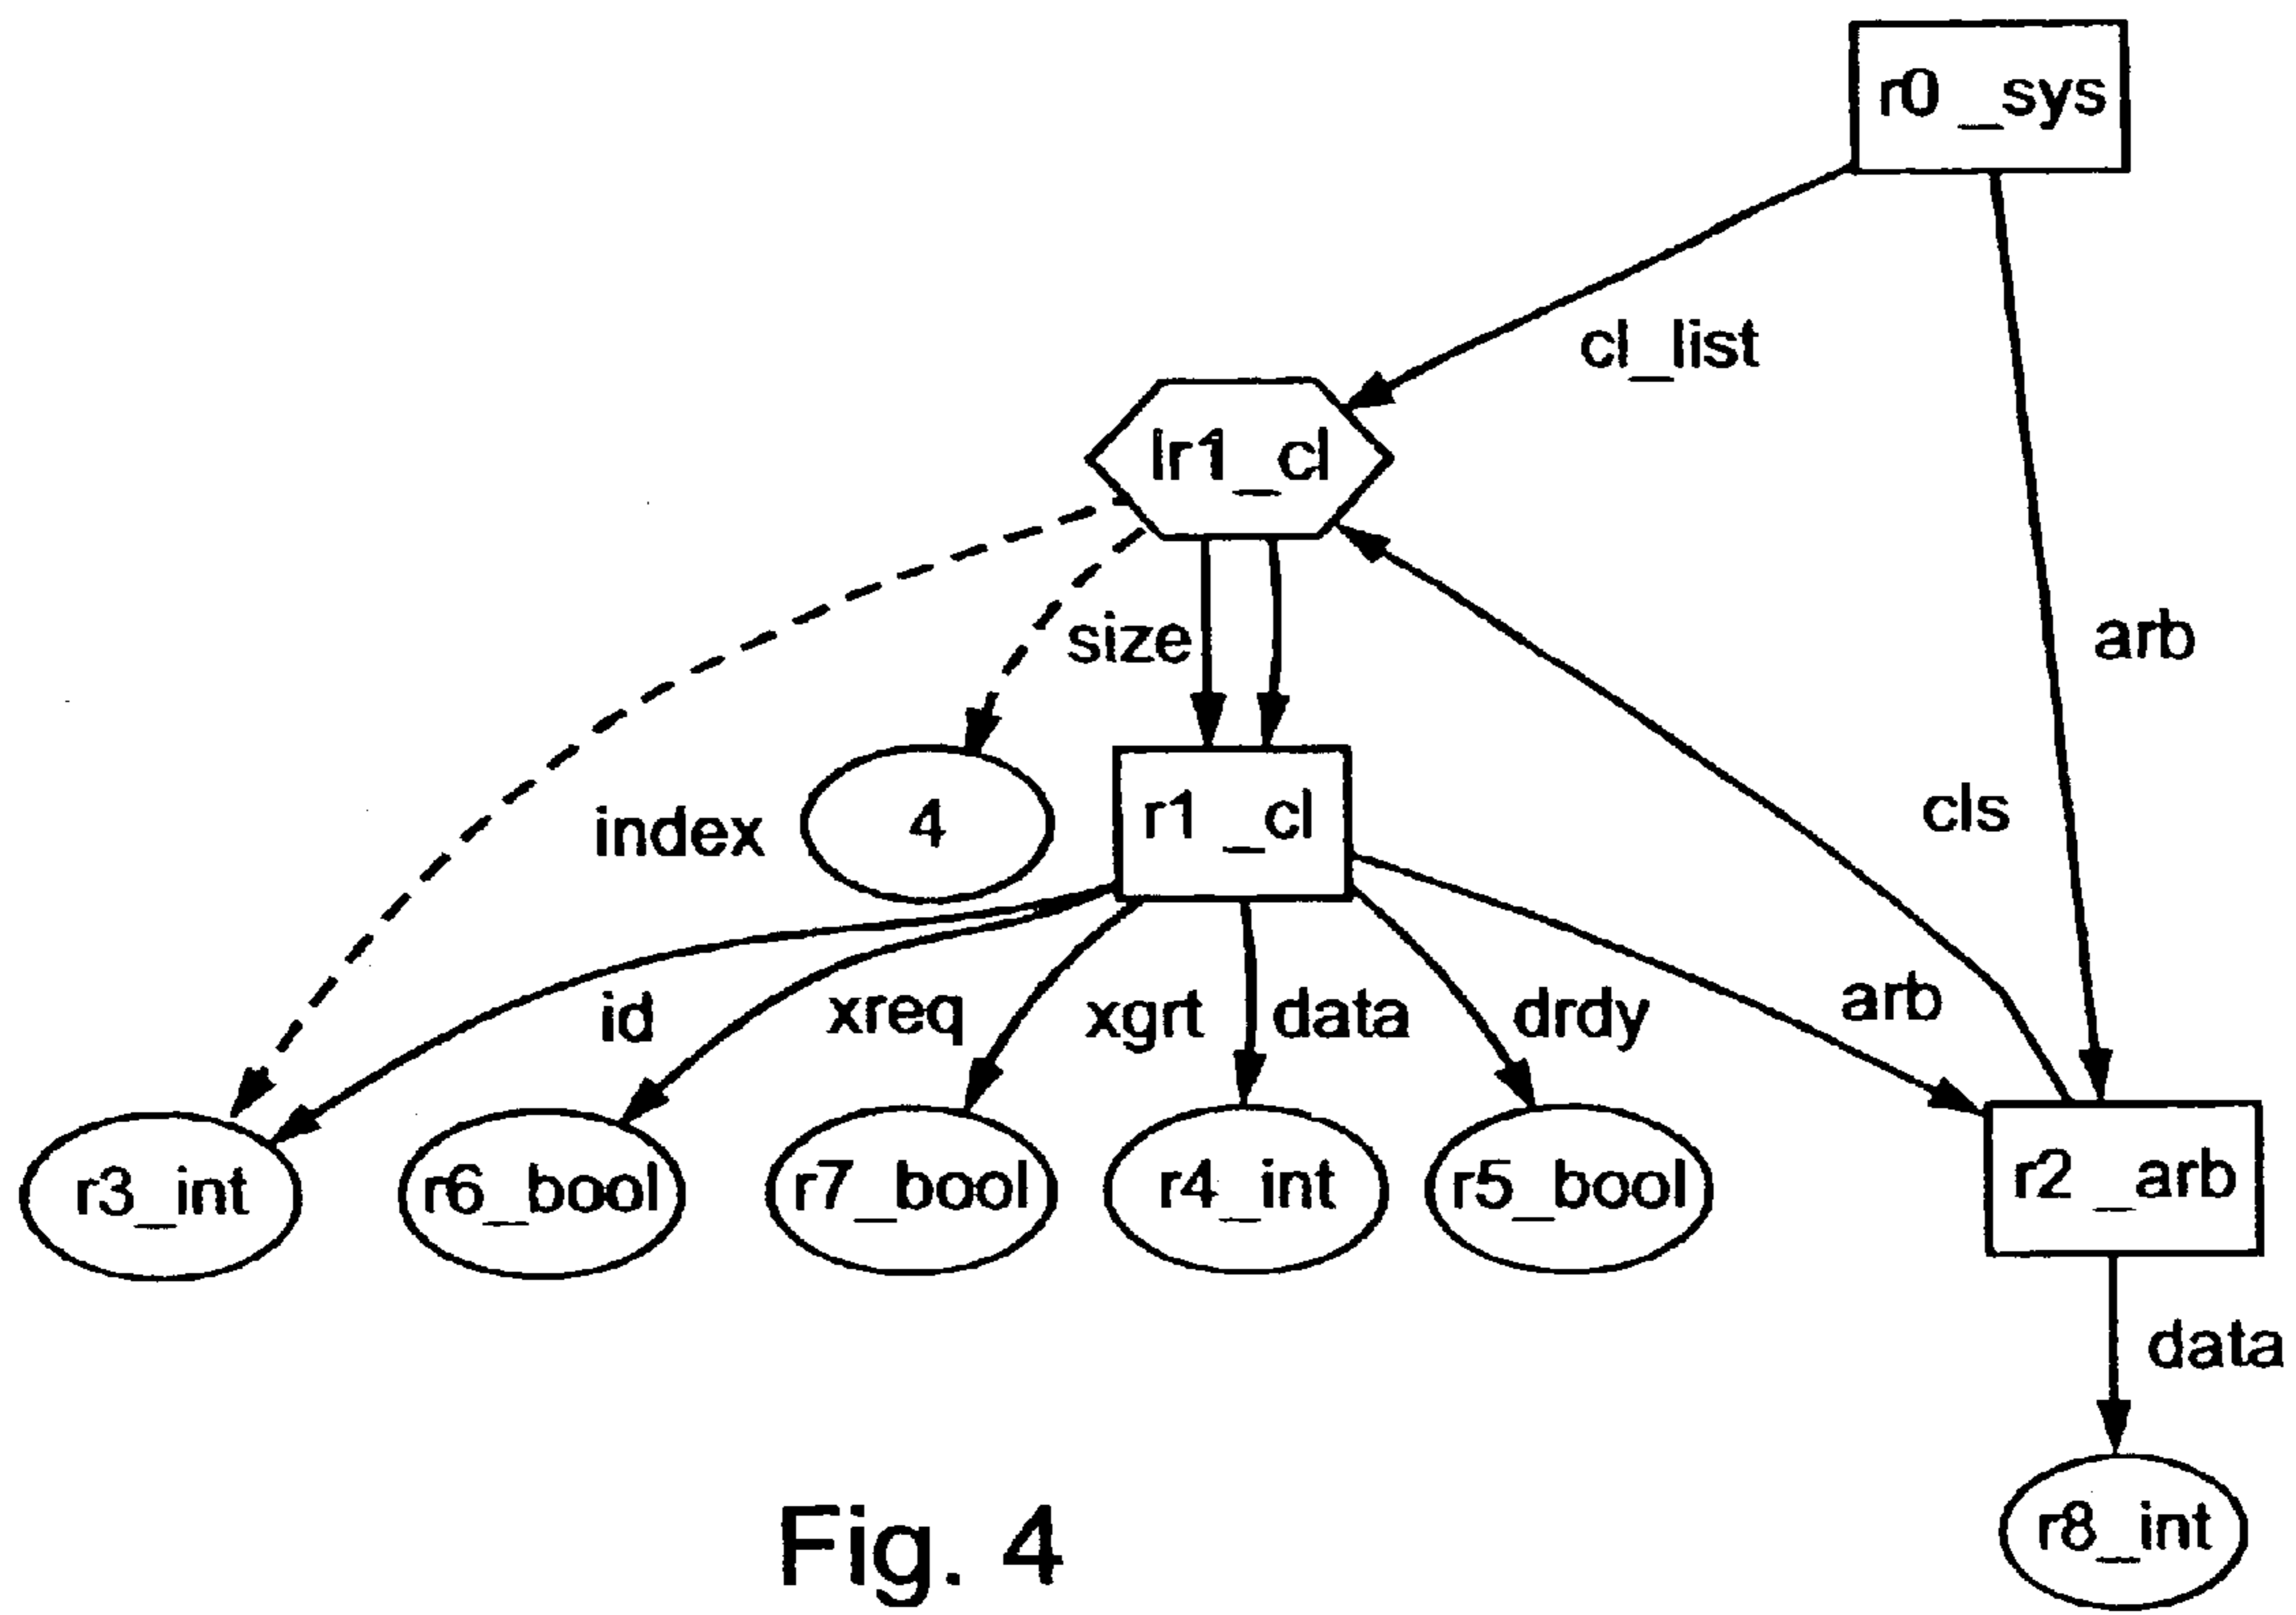 r0 _sys
cl_list
lr1_cl
size
arb
index
4
r1 _cl
cls
id
xreq
xgrt
data
drdy
arb
r3_int
r6_bool
r7_bool
r4_int
r5_bool
r2 _arb
data
r8_int
Fig. 4